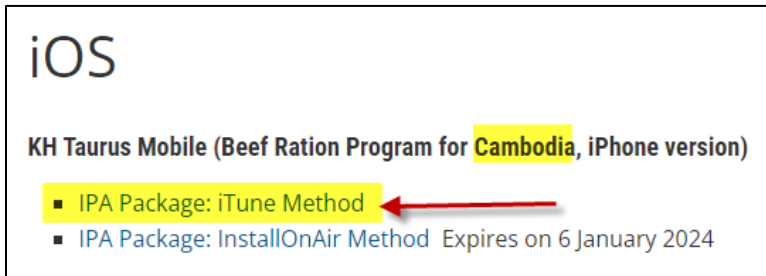 iOS
KH Taurus Mobile (Beef Ration Program for Cambodia, iPhone version)
IPA Package: iTune Method
IPA Package: InstallOnAir Method Expires on 6 January 2024